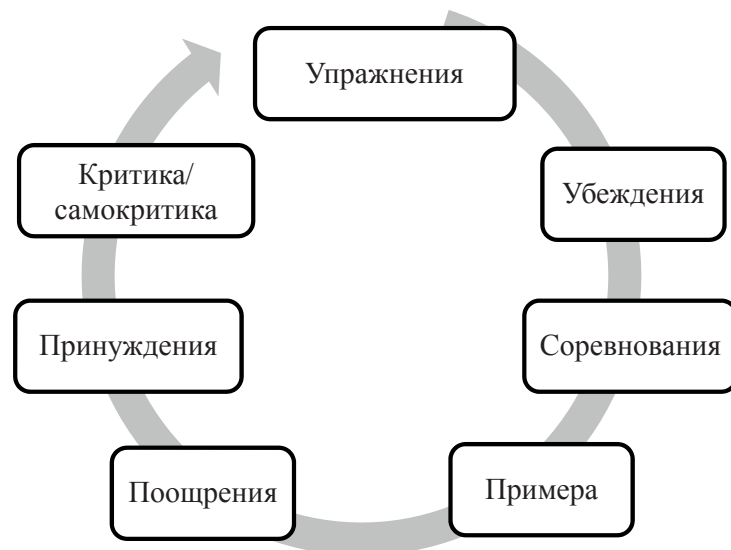 Упражнения
Убеждения
Соревнования
Примера
Поощрения
Принуждения
Критика/
самокритика